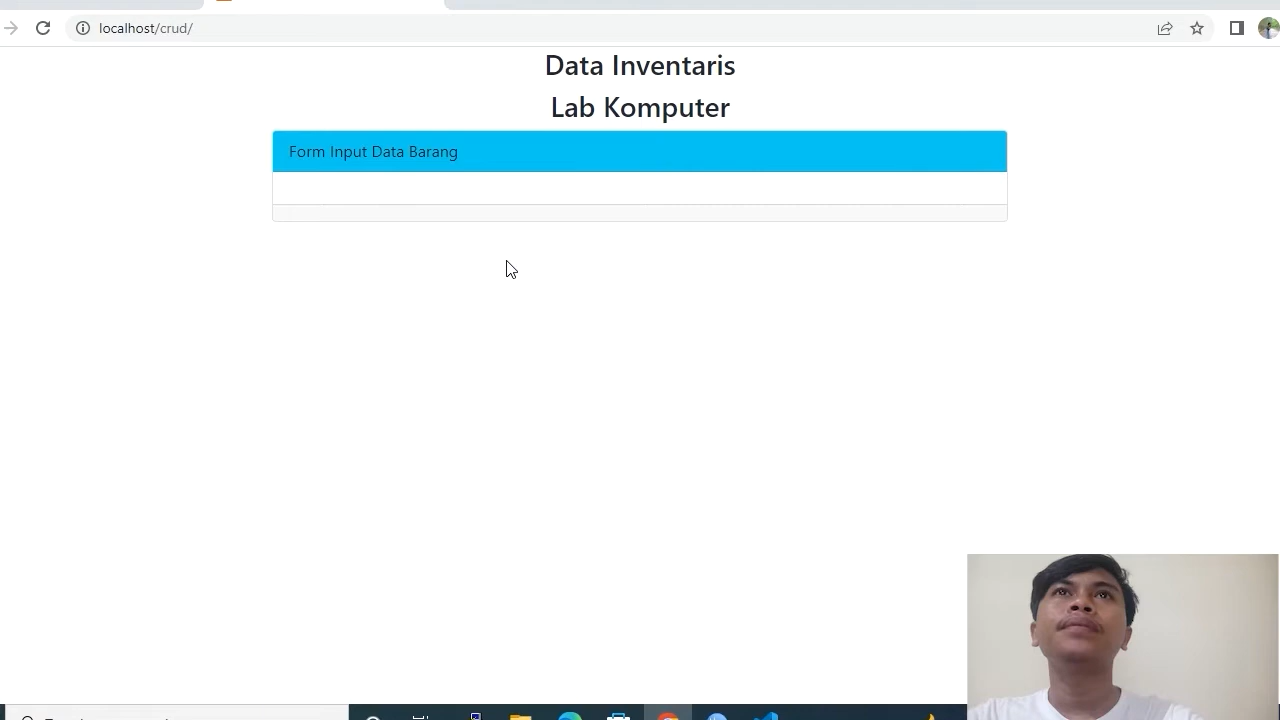 localhost/crud/
Data Inventaris
Lab Komputer
Form Input Data Barang